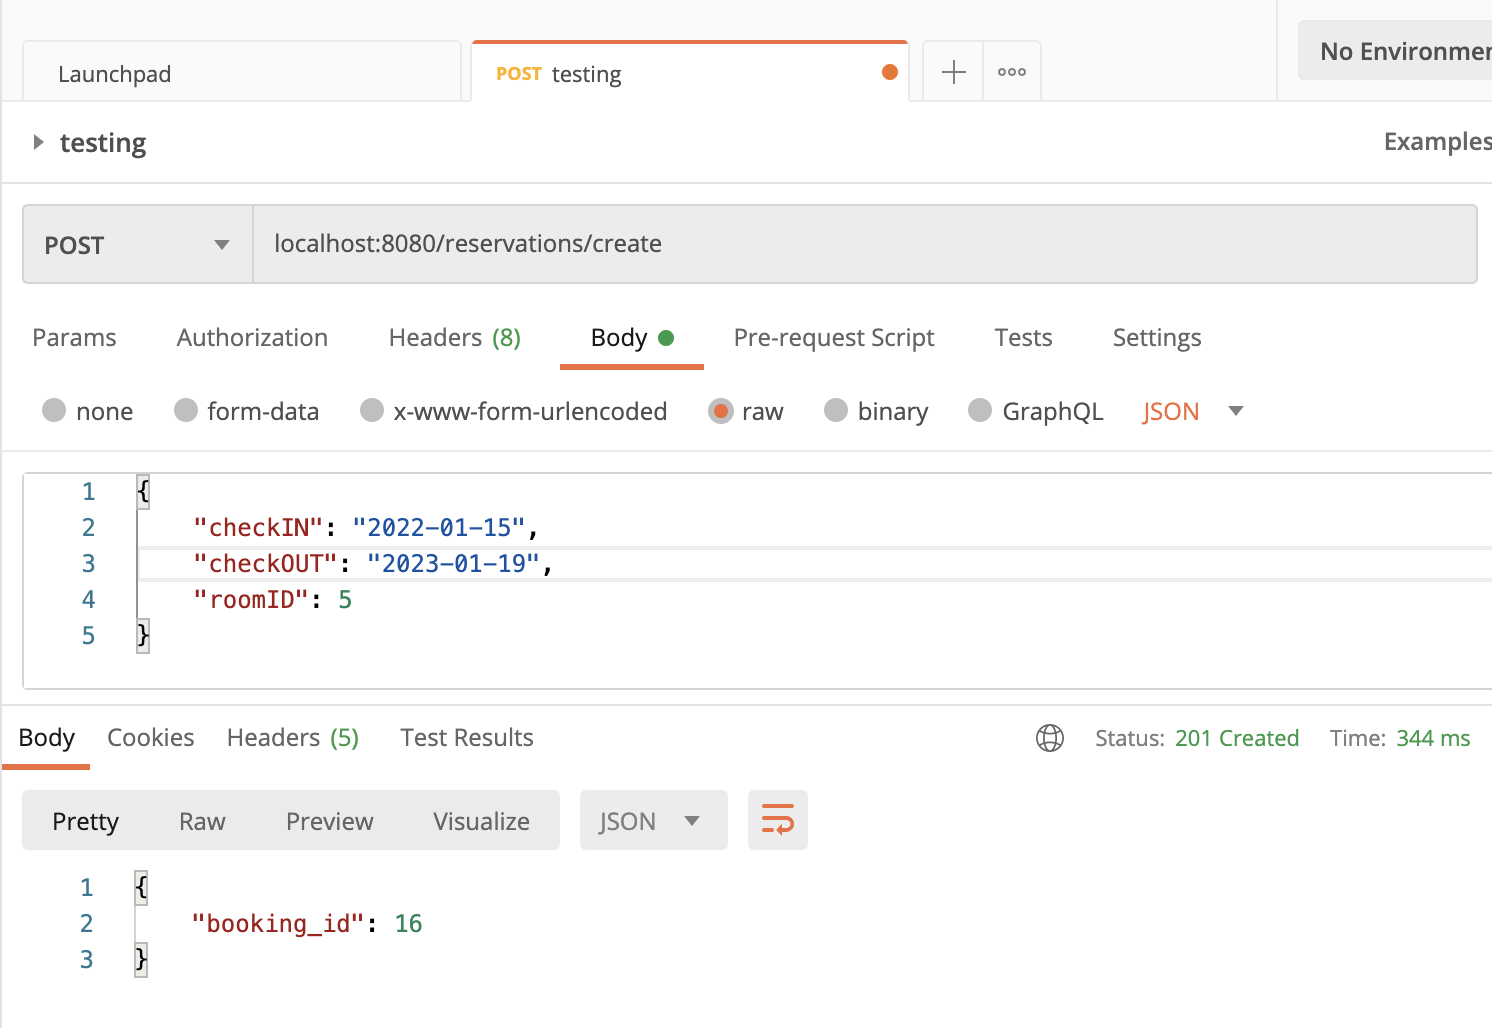 Launchpad
POST testing
No Environmen
testing
Examples
POST
localhost:8080/reservations/create
Params Authorization Headers (8) Body Pre-request Script Tests Settings
none form-data x-www-form-urlencoded raw binary GraphQL JSON
1 {
2 "checkIN": "2022-01-15",
3 "checkOUT": "2023-01-19",
4 "roomID": 5
5 }
Body Cookies Headers (5) Test Results Status: 201 Created Time: 344 ms
Pretty Raw Preview Visualize JSON
1 {
2 "booking_id": 16
3 }